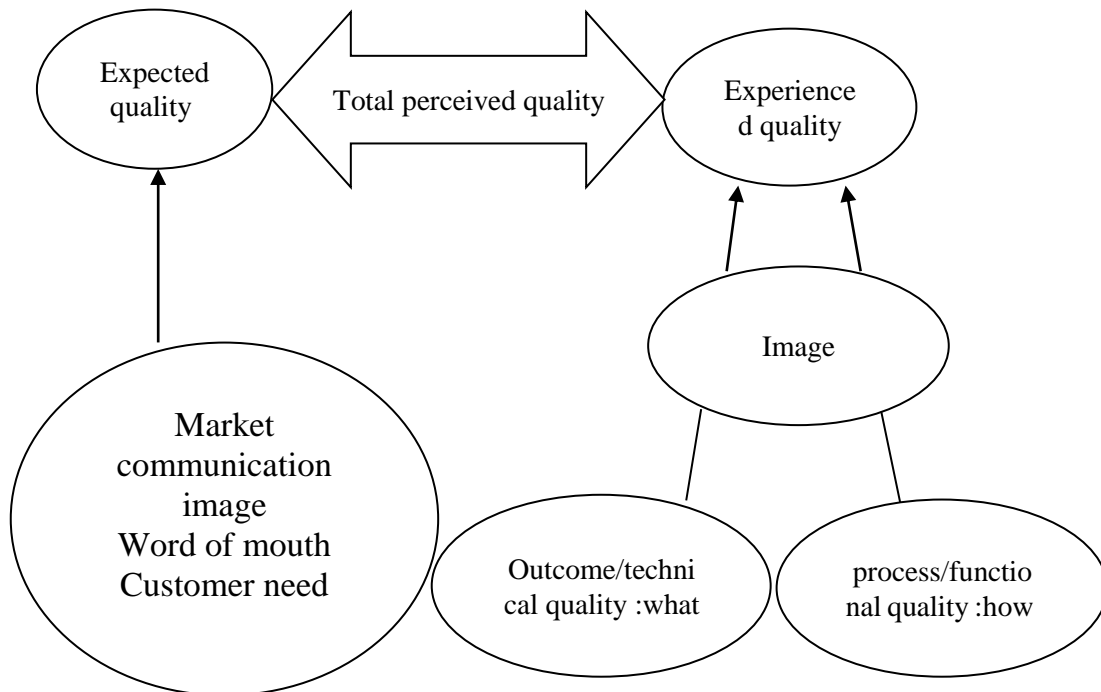 Expected
quality
Total perceived quality
Experience
d quality
Image
Market
communication
image
Word of mouth
Customer need
Outcome/techni
cal quality :what
process/functio
nal quality :how